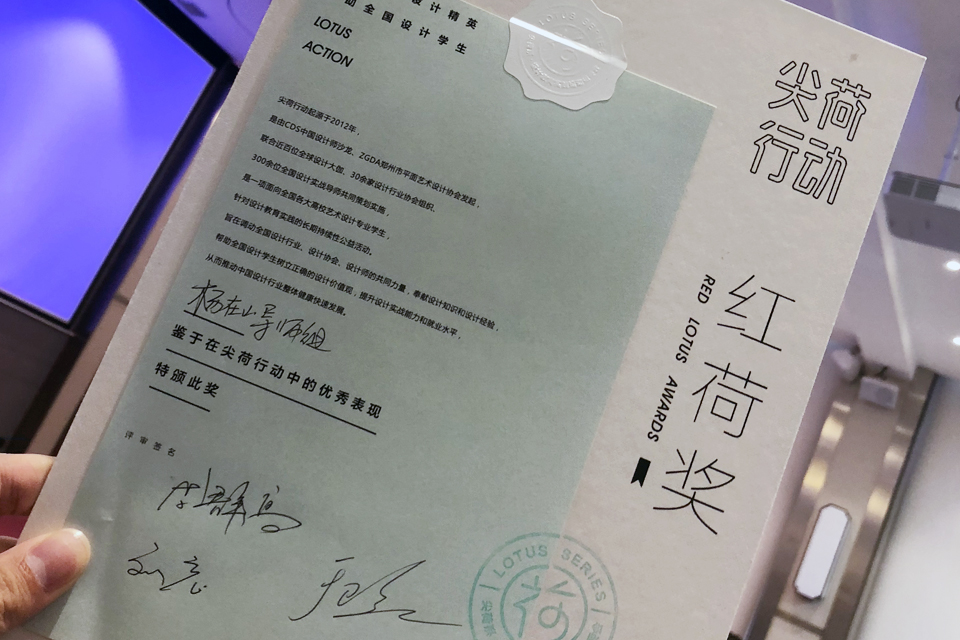 设计精英
全国设计学生
LOTUS
ACTION
尖荷行动起源于2012年，
是由CDS中国设计师沙龙、ZGDA郑州市平面艺术设计协会发起，
联合近百位全球设计大咖、30余家设计行业协会组织、
300余位全国设计实战导师共同策划实施，
是一项面向全国各大高校艺术设计专业学生，
针对设计教育实践的长期持续性公益活动。
旨在调动全国设计行业、设计协会、设计师的共同力量，奉献设计知识和设计经验，
帮助全国设计学生树立正确的设计价值观，提升设计实战能力和就业水平，
从而推动中国设计行业整体健康快速发展。
杨在山导师组
鉴于在尖荷行动中的优秀表现
特颁此奖
评审签名
尖荷
行动
红荷奖
RED LOTUS AWARDS
LOTUS SERIES